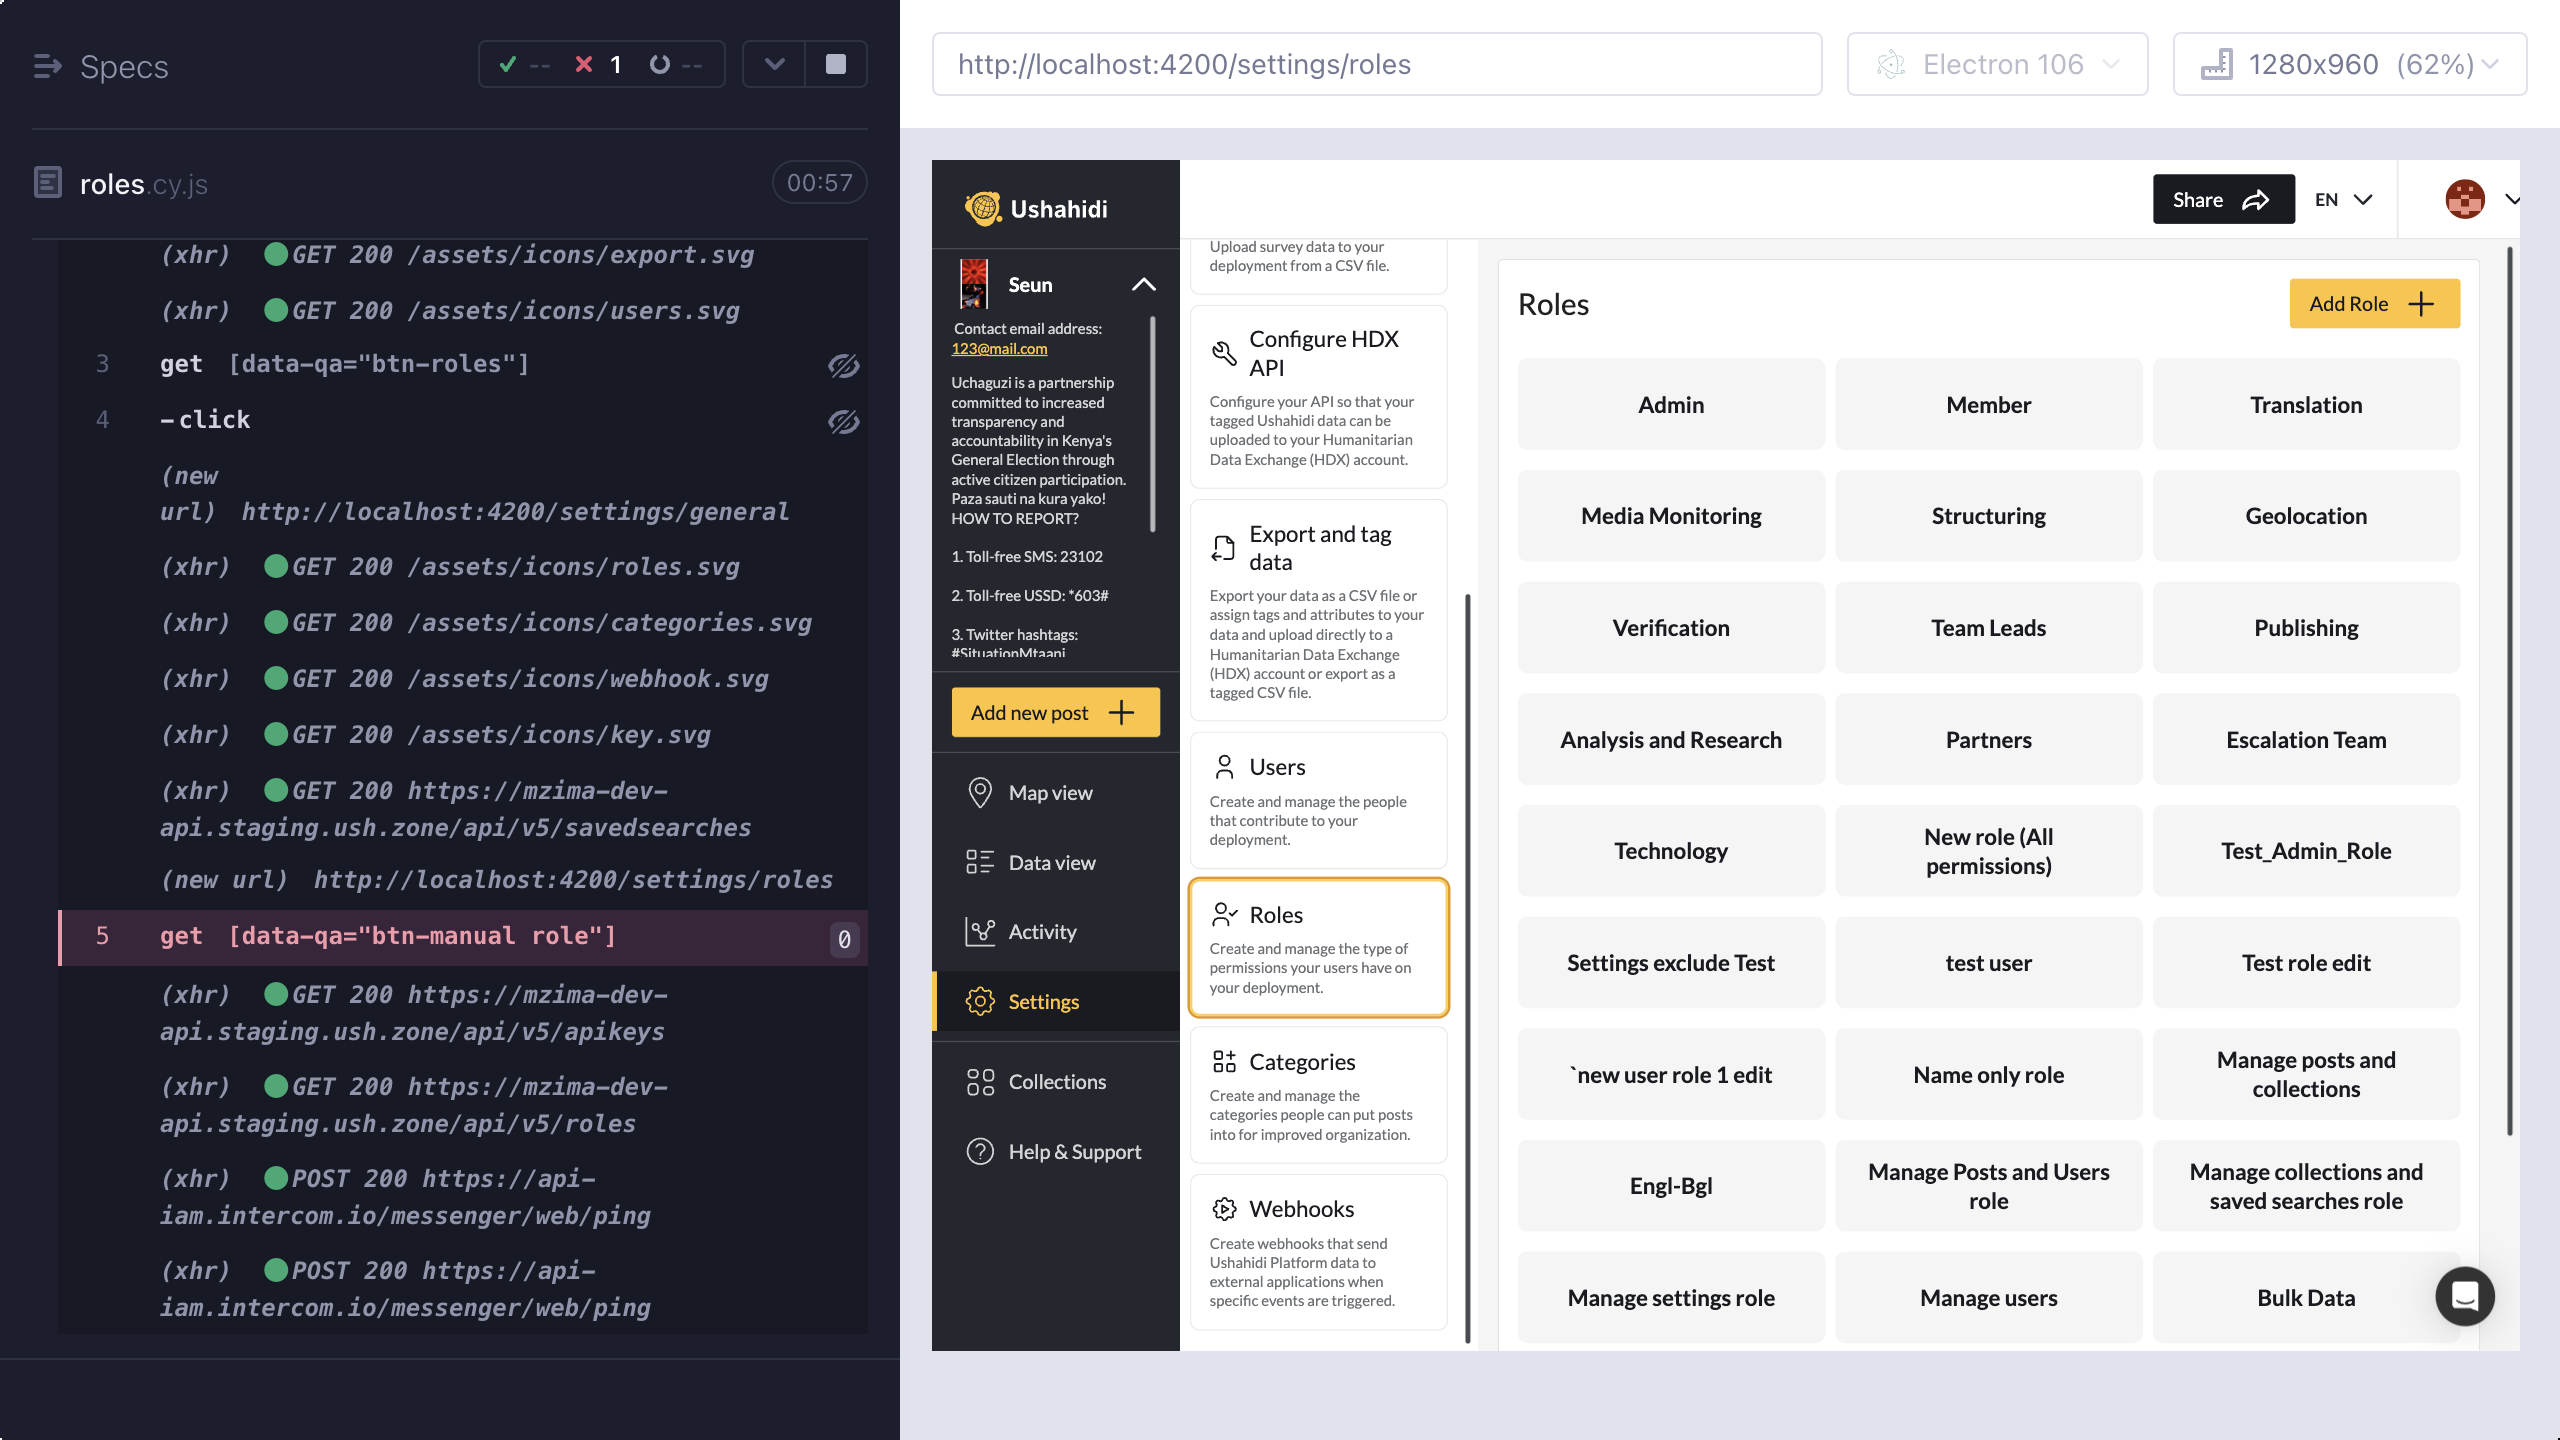 Specs
-- 1 --
roles.cy.js
00:57
(xhr) GET 200 /assets/icons/export.svg
(xhr) GET 200 /assets/icons/users.svg
3 get [data-qa="btn-roles"]
4 -click
(new
url) http://localhost:4200/settings/general
(xhr) GET 200 /assets/icons/roles.svg
(xhr) GET 200 /assets/icons/categories.svg
(xhr) GET 200 /assets/icons/webhook.svg
(xhr) GET 200 /assets/icons/key.svg
(xhr) GET 200 https://mzima-dev-
api.staging.ush.zone/api/v5/savedsearches
(new url) http://localhost:4200/settings/roles
5 get [data-qa="btn-manual role"] 0
(xhr) GET 200 https://mzima-dev-
api.staging.ush.zone/api/v5/apikeys
(xhr) GET 200 https://mzima-dev-
api.staging.ush.zone/api/v5/roles
(xhr) POST 200 https://api-
iam.intercom.io/messenger/web/ping
(xhr) POST 200 https://api-
iam.intercom.io/messenger/web/ping
http://localhost:4200/settings/roles
Electron 106
1280x960 (62%)
Ushahidi
Share
EN
Seun
Contact email address:
123@mail.com
Uchaguzi is a partnership
committed to increased
transparency and
accountability in Kenya's
General Election through
active citizen participation.
Paza sauti na kura yako!
HOW TO REPORT?
1. Toll-free SMS: 23102
2. Toll-free USSD: *603#
3. Twitter hashtags:
#SituationMtaani
Add new post
Map view
Data view
Activity
Settings
Collections
Help & Support
Upload survey data to your
deployment from a CSV file.
Configure HDX
API
Configure your API so that your
tagged Ushahidi data can be
uploaded to your Humanitarian
Data Exchange (HDX) account.
Export and tag
data
Export your data as a CSV file or
assign tags and attributes to your
data and upload directly to a
Humanitarian Data Exchange
(HDX) account or export as a
tagged CSV file.
Users
Create and manage the people
that contribute to your
deployment.
Roles
Create and manage the type of
permissions your users have on
your deployment.
Categories
Create and manage the
categories people can put posts
into for improved organization.
Webhooks
Create webhooks that send
Ushahidi Platform data to
external applications when
specific events are triggered.
Roles
Add Role
Admin
Member
Translation
Media Monitoring
Structuring
Geolocation
Verification
Team Leads
Publishing
Analysis and Research
Partners
Escalation Team
Technology
New role (All
permissions)
Test_Admin_Role
Settings exclude Test
test user
Test role edit
`new user role 1 edit
Name only role
Manage posts and
collections
Engl-Bgl
Manage Posts and Users
role
Manage collections and
saved searches role
Manage settings role
Manage users
Bulk Data